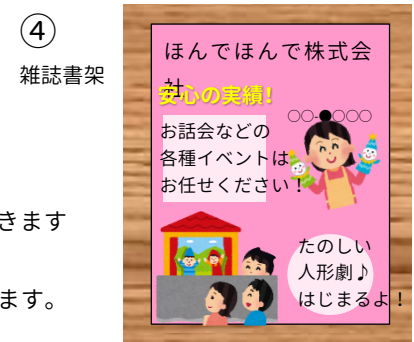 ④
雑誌書架
きます
ます。
ほんでほんで株式会
社
安心の実績!
○○-●○○○
お話会などの
各種イベントは
お任せください!
たのしい
人形劇♪
はじまるよ!